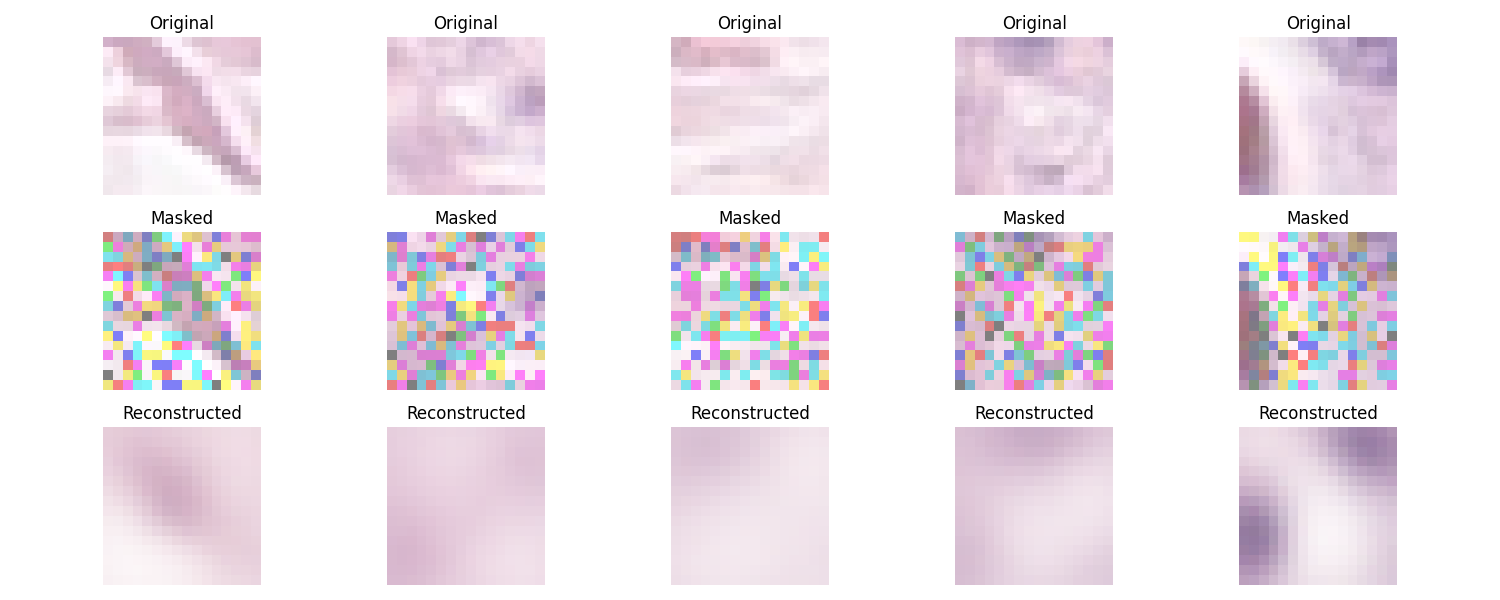 Original Original Original Original Original
Masked Masked Masked Masked Masked
Reconstructed Reconstructed Reconstructed Reconstructed Reconstructed